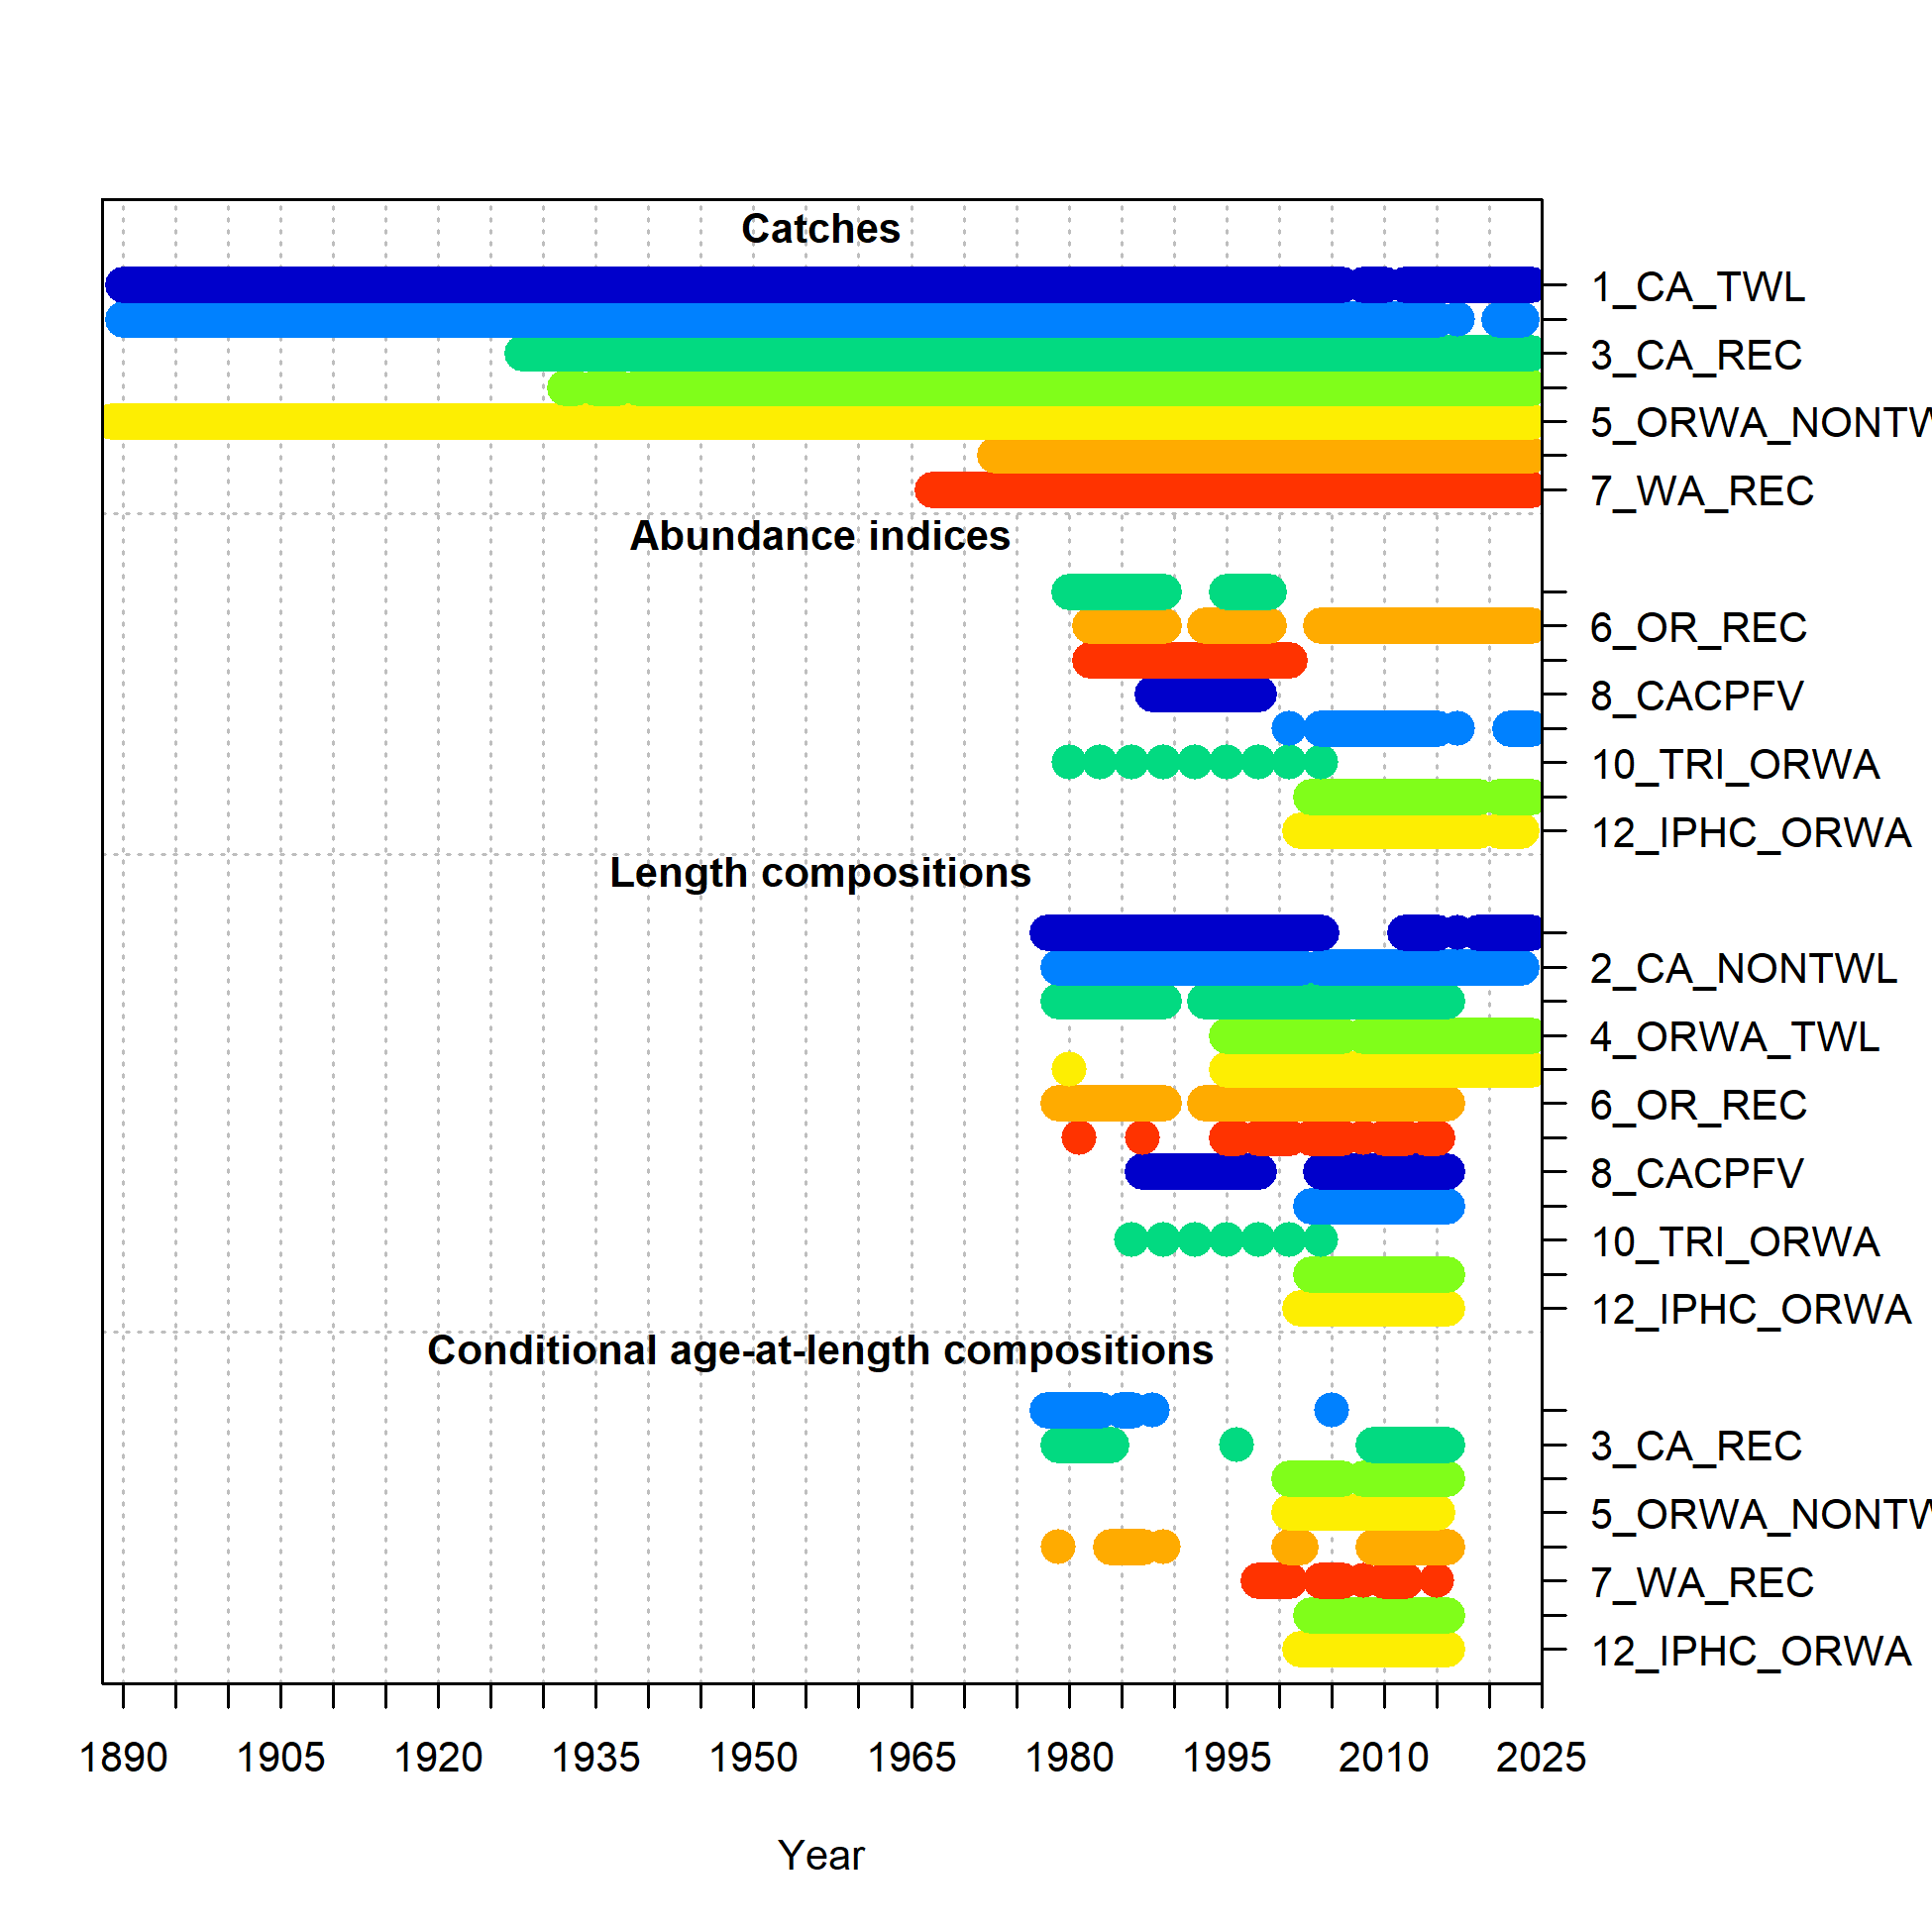 Catches
1_CA_TWL
3_CA_REC
5_ORWA_NONTW
7_WA_REC
Abundance indices
6_OR_REC
8_CACPFV
10_TRI_ORWA
12_IPHC_ORWA
Length compositions
2_CA_NONTWL
4_ORWA_TWL
6_OR_REC
8_CACPFV
10_TRI_ORWA
12_IPHC_ORWA
Conditional age-at-length compositions
3_CA_REC
5_ORWA_NONTW
7_WA_REC
12_IPHC_ORWA
1890 1905 1920 1935 1950 1965 1980 1995 2010 2025
Year